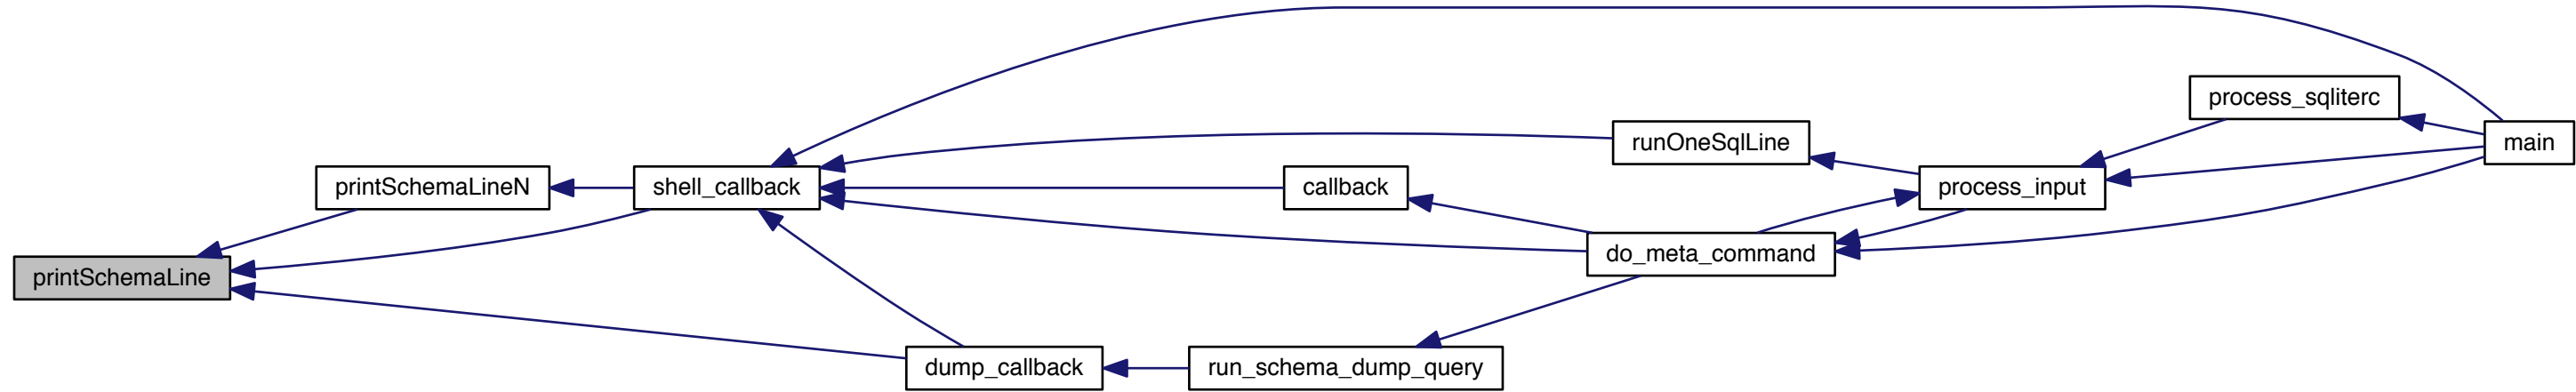 printSchemaLine
printSchemaLineN
shell_callback
dump_callback
run_schema_dump_query
callback
runOneSqlLine
do_meta_command
process_input
process_sqliterc
main